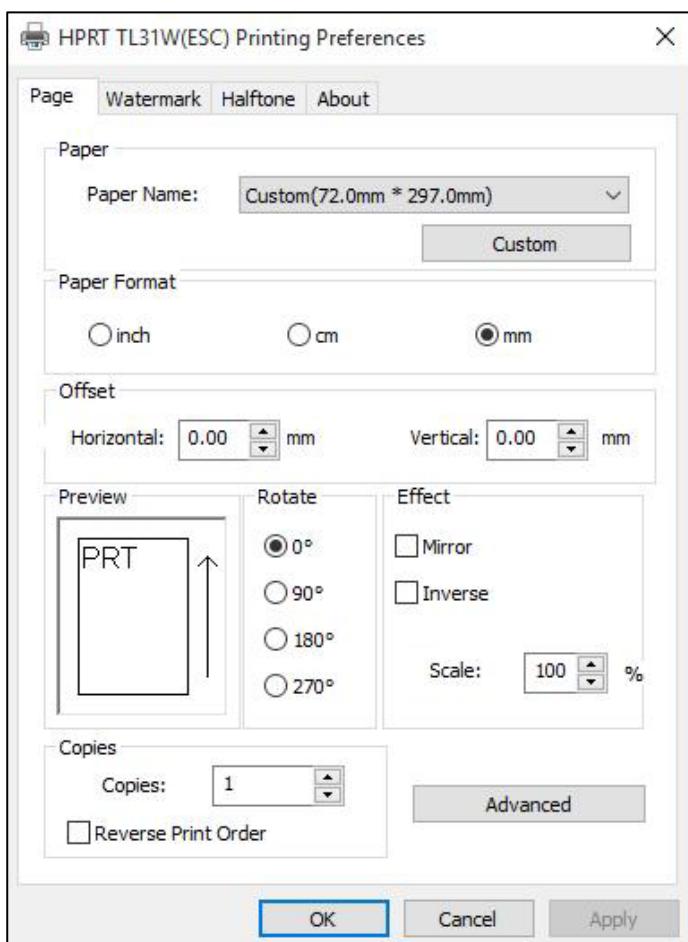 HPRT TL31W(ESC) Printing Preferences
Page Watermark Halftone About
Paper
Paper Name: Custom(72.0mm * 297.0mm)
Custom
Paper Format
inch cm mm
Offset
Horizontal: 0.00 mm Vertical: 0.00 mm
Preview Rotate Effect
PRT
0° Mirror
90° Inverse
180°
Scale: 100 %
270°
Copies
Copies: 1
Advanced
Reverse Print Order
OK Cancel Apply